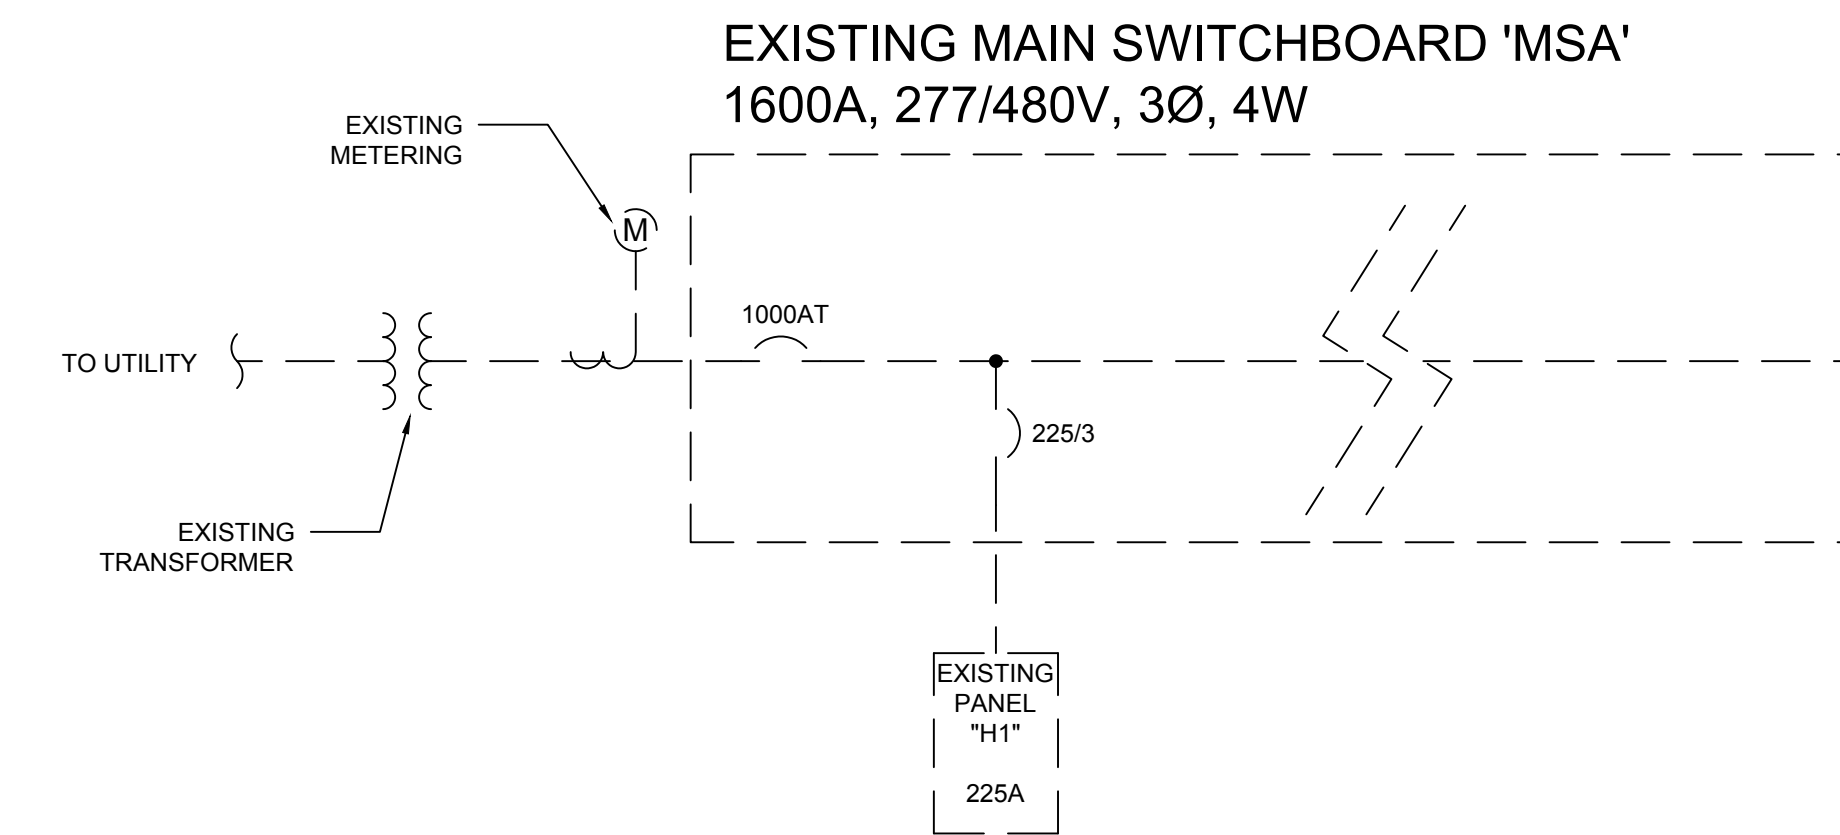 EXISTING MAIN SWITCHBOARD 'MSA'
1600A, 277/480V, 3Ø, 4W
EXISTING
METERING
M
1000AT
TO UTILITY
225/3
EXISTING
TRANSFORMER
EXISTING
PANEL
"H1"
225A